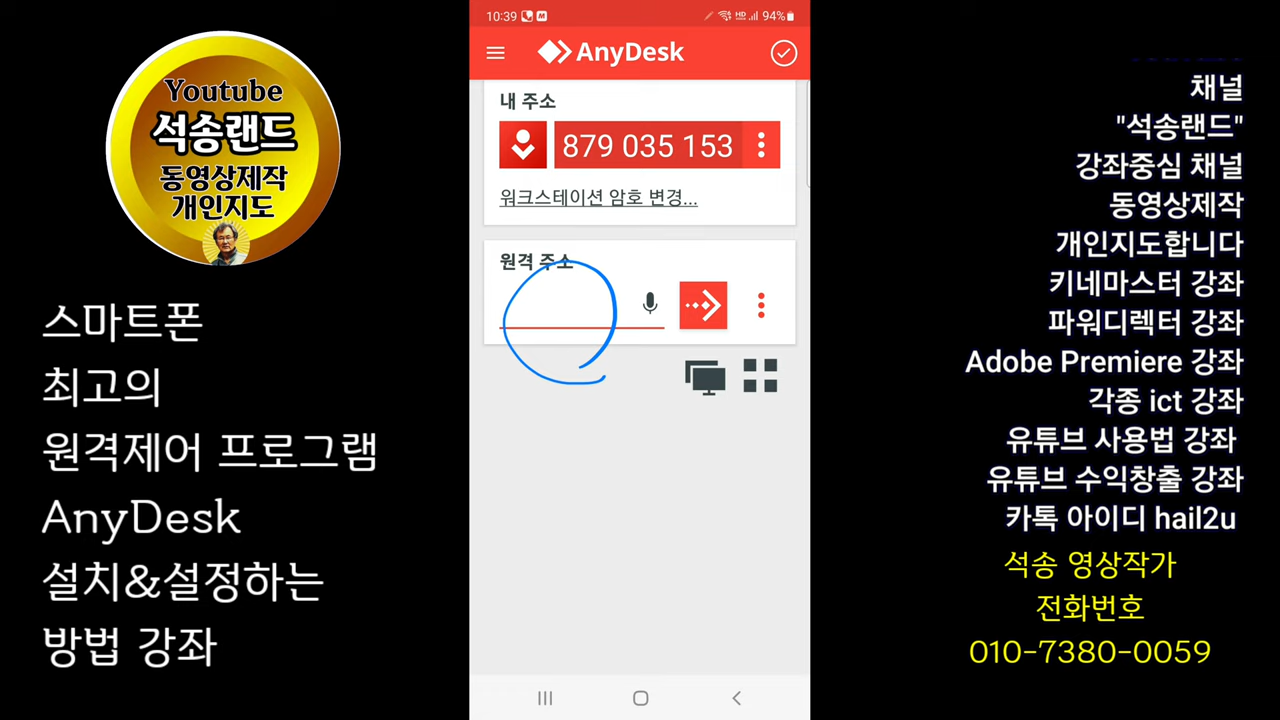 Youtube
석송랜드
동영상제작
개인지도
스마트폰
최고의
원격제어 프로그램
AnyDesk
설치&설정하는
방법 강좌
10:39
M
HD
94%
AnyDesk
내 주소
879 035 153
워크스테이션 암호 변경...
원격 주소
채널
"석송랜드"
강좌중심 채널
동영상제작
개인지도합니다
키네마스터 강좌
파워디렉터 강좌
Adobe Premiere 강좌
각종 ict 강좌
유튜브 사용법 강좌
유튜브 수익창출 강좌
카톡 아이디 hail2u
석송 영상작가
전화번호
010-7380-0059